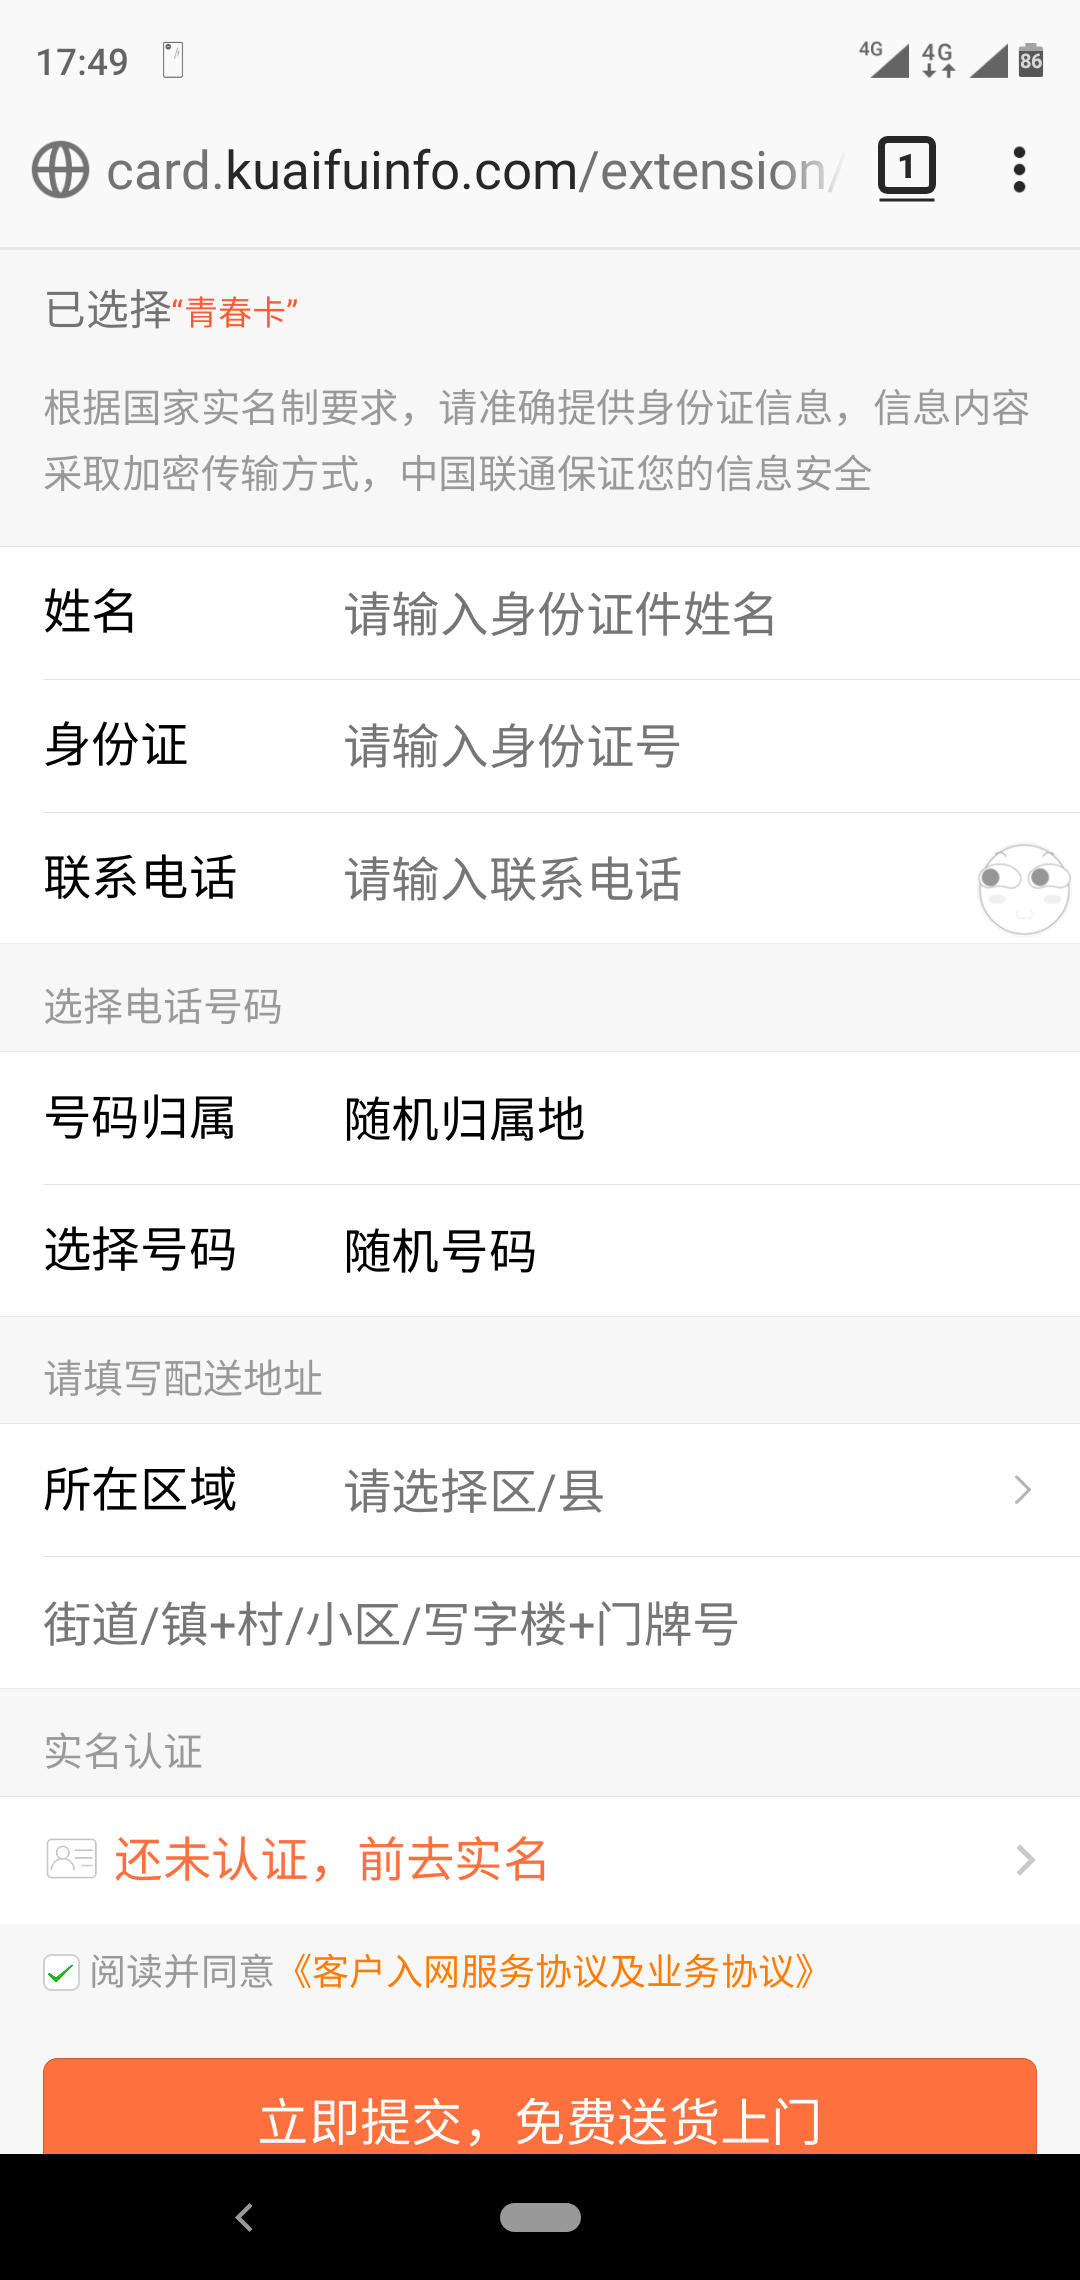 17:49
4G 4G 86
card.kuaifuinfo.com/extension/ 1
已选择“青春卡”
根据国家实名制要求，请准确提供身份证信息，信息内容
采取加密传输方式，中国联通保证您的信息安全
姓名 请输入身份证件姓名
身份证 请输入身份证号
联系电话 请输入联系电话
选择电话号码
号码归属 随机归属地
选择号码 随机号码
请填写配送地址
所在区域 请选择区/县
街道/镇+村/小区/写字楼+门牌号
实名认证
还未认证，前去实名
阅读并同意《客户入网服务协议及业务协议》
立即提交，免费送货上门